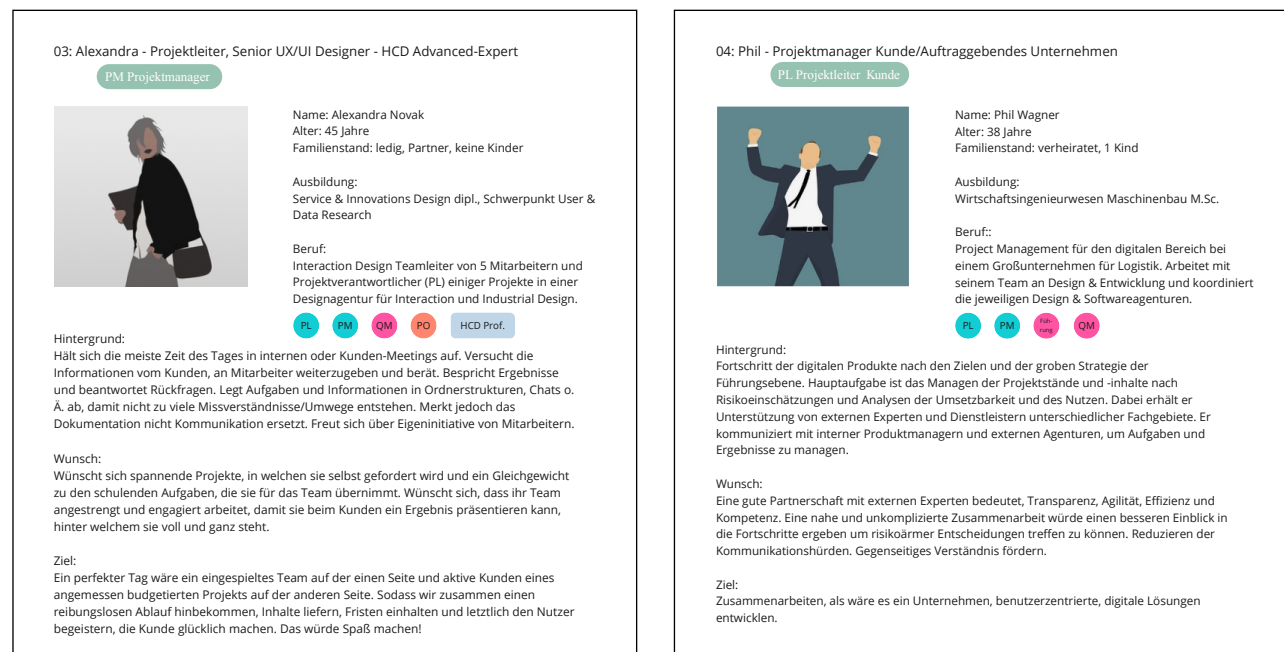 03: Alexandra - Projektleiter, Senior UX/UI Designer - HCD Advanced-Expert
PM Projektmanager
Name: Alexandra Novak
Alter: 45 Jahre
Familienstand: ledig, Partner, keine Kinder
Ausbildung:
Service & Innovations Design dipl., Schwerpunkt User &
Data Research
Beruf:
Interaction Design Teamleiter von 5 Mitarbeitern und
Projektverantwortlicher (PL) einiger Projekte in einer
Designagentur für Interaction und Industrial Design.
PL PM QM PO HCD Prof.
Hintergrund:
Hält sich die meiste Zeit des Tages in internen oder Kunden-Meetings auf. Versucht die
Informationen vom Kunden, an Mitarbeiter weiterzugeben und berät. Bespricht Ergebnisse
und beantwortet Rückfragen. Legt Aufgaben und Informationen in Ordnerstrukturen, Chats o.
Ä. ab, damit nicht zu viele Missverständnisse/Umwege entstehen. Merkt jedoch das
Dokumentation nicht Kommunikation ersetzt. Freut sich über Eigeninitiative von Mitarbeitern.
Wunsch:
Wünscht sich spannende Projekte, in welchen sie selbst gefordert wird und ein Gleichgewicht
zu den schulenden Aufgaben, die sie für das Team übernimmt. Wünscht sich, dass ihr Team
angestrengt und engagiert arbeitet, damit sie beim Kunden ein Ergebnis präsentieren kann,
hinter welchem sie voll und ganz steht.
Ziel:
Ein perfekter Tag wäre ein eingespieltes Team auf der einen Seite und aktive Kunden eines
angemessen budgetierten Projekts auf der anderen Seite. Sodass wir zusammen einen
reibungslosen Ablauf hinbekommen, Inhalte liefern, Fristen einhalten und letztlich den Nutzer
begeistern, die Kunde glücklich machen. Das würde Spaß machen!
04: Phil - Projektmanager Kunde/Auftraggebendes Unternehmen
PL Projektleiter Kunde
Name: Phil Wagner
Alter: 38 Jahre
Familienstand: verheiratet, 1 Kind
Ausbildung:
Wirtschaftsingenieurwesen Maschinenbau M.Sc.
Beruf::
Project Management für den digitalen Bereich bei
einem Großunternehmen für Logistik. Arbeitet mit
seinem Team an Design & Entwicklung und koordiniert
die jeweiligen Design & Softwareagenturen.
PL PM Füh-
rung QM
Hintergrund:
Fortschritt der digitalen Produkte nach den Zielen und der groben Strategie der
Führungsebene. Hauptaufgabe ist das Managen der Projektstände und -inhalte nach
Risikoeinschätzungen und Analysen der Umsetzbarkeit und des Nutzen. Dabei erhält er
Unterstützung von externen Experten und Dienstleistern unterschiedlicher Fachgebiete. Er
kommuniziert mit interner Produktmanagern und externen Agenturen, um Aufgaben und
Ergebnisse zu managen.
Wunsch:
Eine gute Partnerschaft mit externen Experten bedeutet, Transparenz, Agilität, Effizienz und
Kompetenz. Eine nahe und unkomplizierte Zusammenarbeit würde einen besseren Einblick in
die Fortschritte ergeben um risikoärmer Entscheidungen treffen zu können. Reduzieren der
Kommunikationshürden. Gegenseitiges Verständnis fördern.
Ziel:
Zusammenarbeiten, als wäre es ein Unternehmen, benutzerzentrierte, digitale Lösungen
entwicklen.